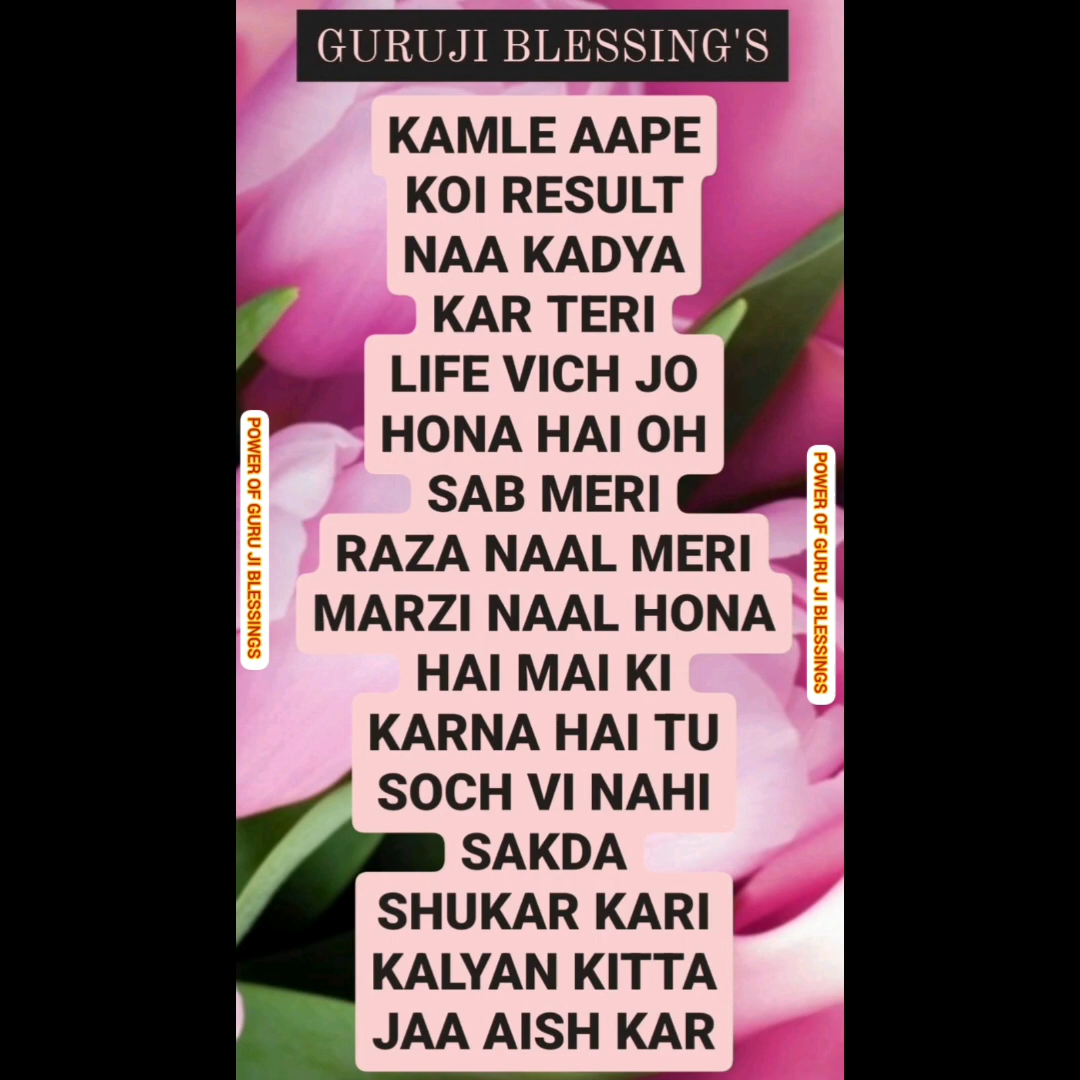 GURUJI BLESSING'S
KAMLE AAPE
KOI RESULT
NAA KADYA
KAR TERI
LIFE VICH JO
HONA HAI OH
SAB MERI
RAZA NAAL MERI
MARZI NAAL HONA
HAI MAI KI
KARNA HAI TU
SOCH VI NAHI
SAKDA
SHUKAR KARI
KALYAN KITTA
JAA AISH KAR
POWER OF GURU JI BLESSINGS
POWER OF GURU JI BLESSINGS